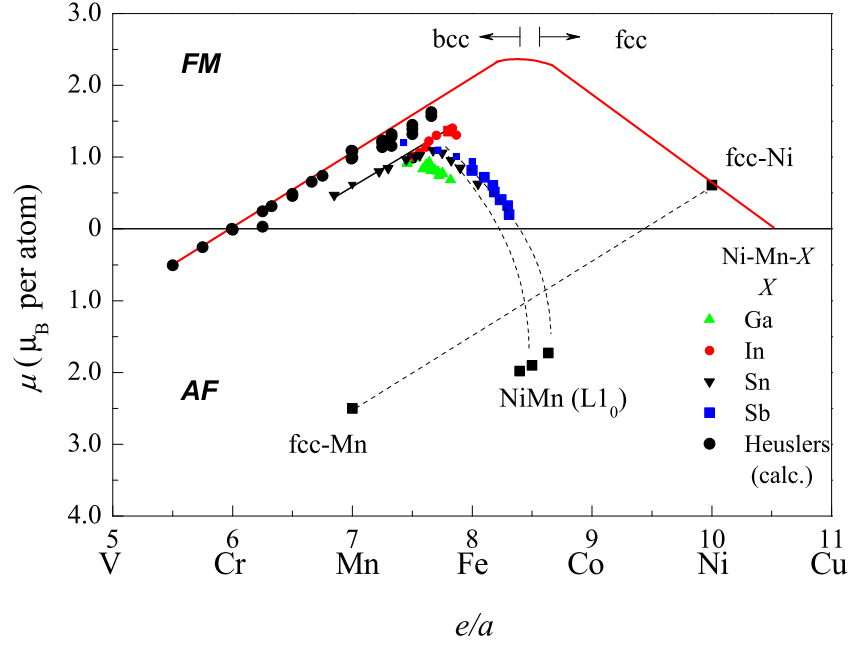 3.0
bcc
fcc
FM
2.0
1.0
fcc-Ni
0
Ni-Mn-X
X
Ga
1.0
In
AF
2.0
Sn
NiMn (L1₀)
Sb
fcc-Mn
3.0
Heuslers
(calc.)
4.0
μ (μ_B per atom)
5 6 7 8 9 10 11
V Cr Mn Fe Co Ni Cu
e/a